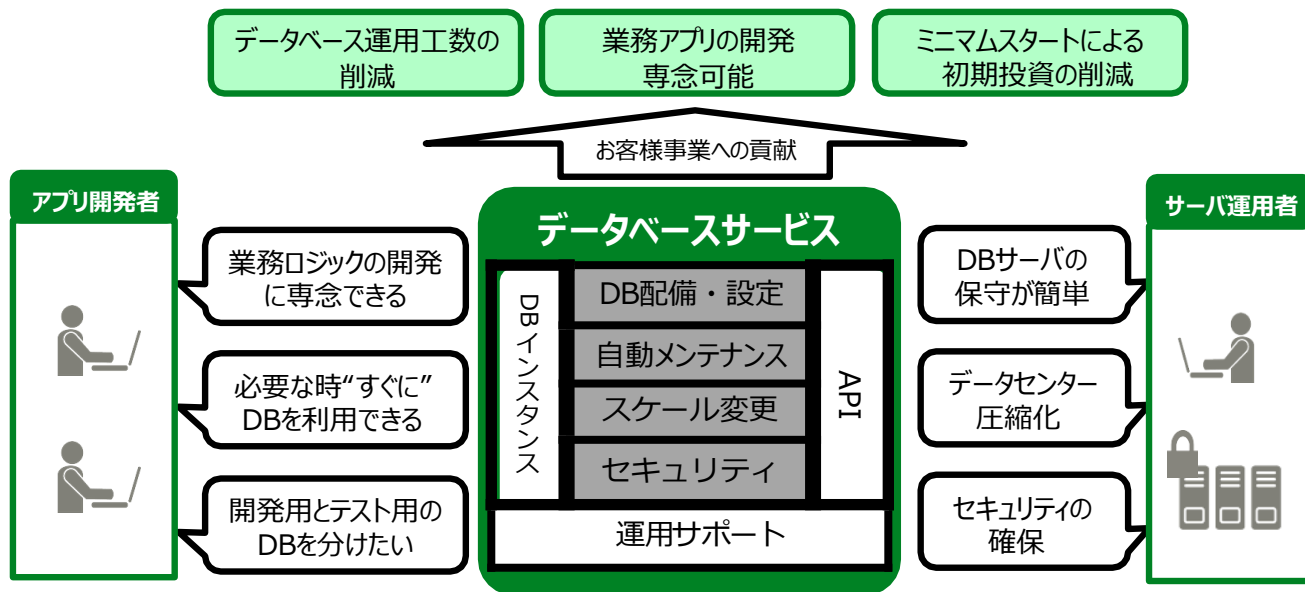 データベース運用工数の
削減
業務アプリの開発
専念可能
ミニマムスタートによる
初期投資の削減
お客様事業への貢献
アプリ開発者
業務ロジックの開発
に専念できる
必要な時“すぐに”
DBを利用できる
開発用とテスト用の
DBを分けたい
データベースサービス
DBインスタンス
DB配備・設定
自動メンテナンス
スケール変更
セキュリティ
API
運用サポート
サーバ運用者
DBサーバの
保守が簡単
データセンター
圧縮化
セキュリティの
確保